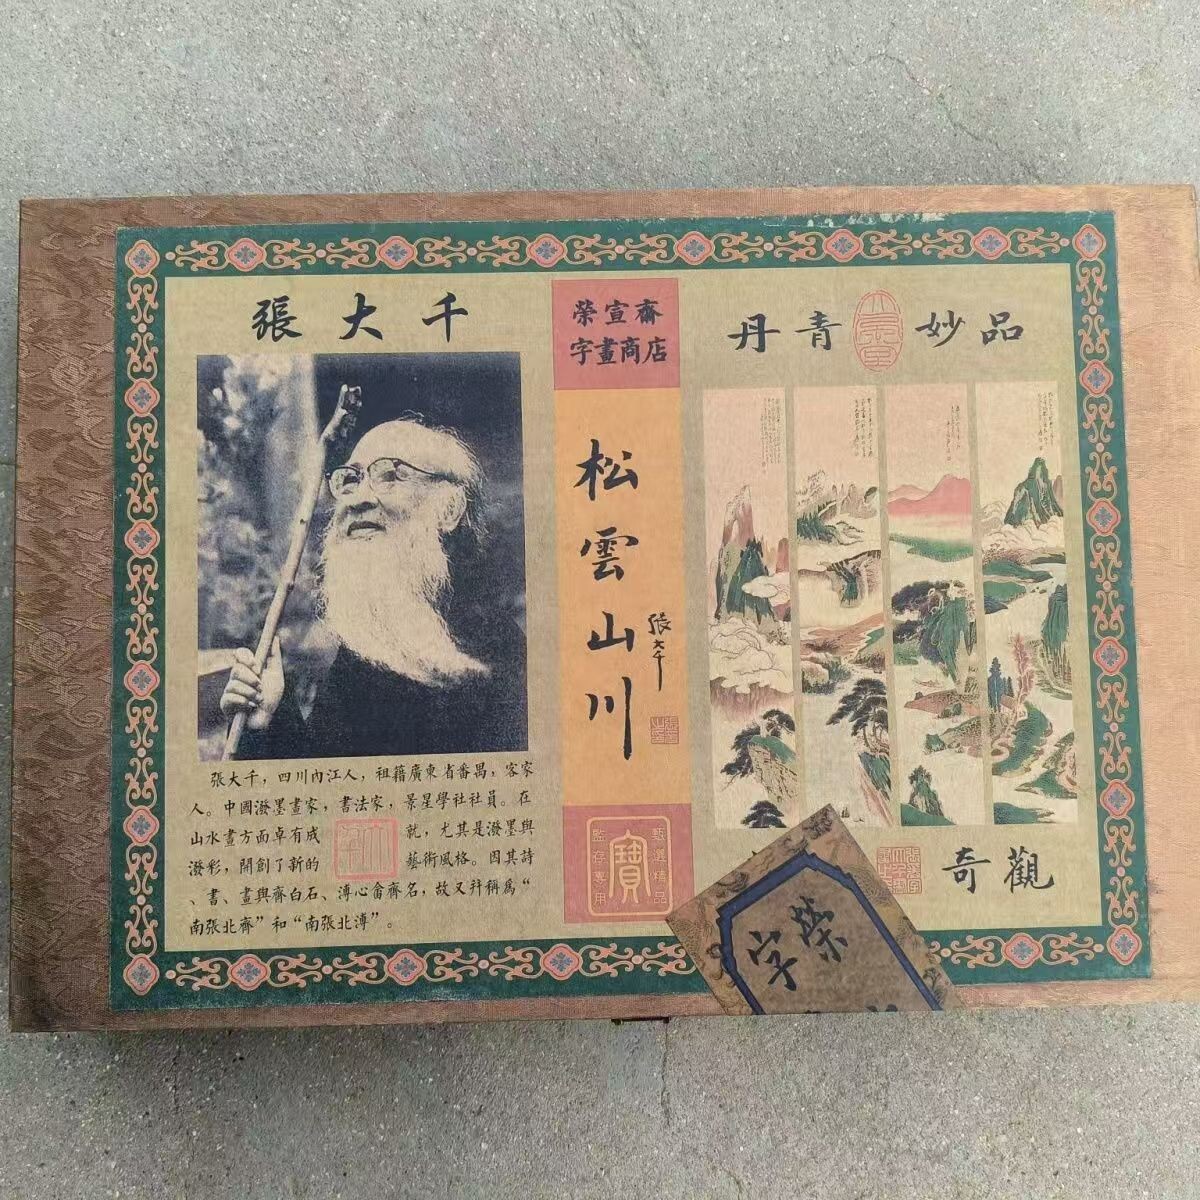 張大千
榮宣齋
字畫商店
丹青
妙品
松雲山川
張大千
張大千，四川內江人，祖籍廣東省番禺，客家
人。中國潑墨畫家，書法家，景星學社社員。在
山水畫方面卓有成就，尤其是潑墨與
潑彩，開創了新的藝術風格。因其詩
、書、畫與齊白石、溥心畬齊名，故又並稱爲“
南張北齊”和“南張北溥”。
甄選精品
寶
監存專用
奇觀
榮
字